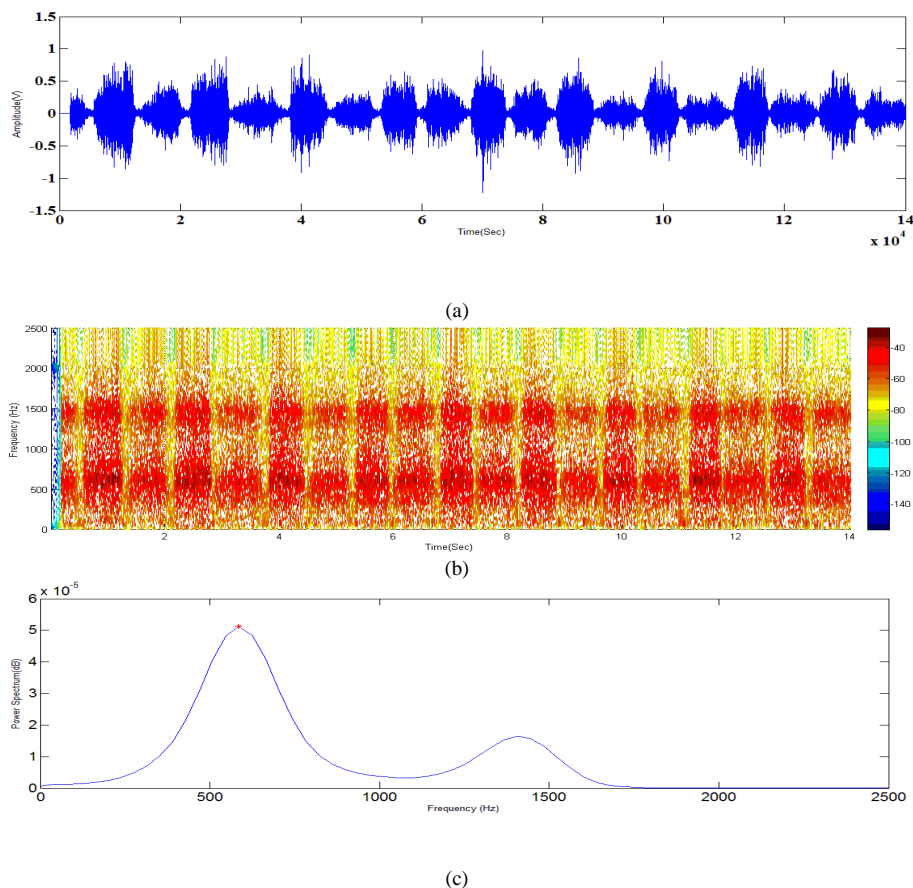 1.5
1
0.5
0
-0.5
-1
-1.5
Amplitude(V)
0 2 4 6 8 10 12 14
Time(Sec)
x 10^4
(a)
2500
2000
1500
1000
500
0
Frequency (Hz)
2 4 6 8 10 12 14
Time(Sec)
-40
-60
-80
-100
-120
-140
(b)
x 10^-5
6
5
4
3
2
1
0
Power Spectrum(dB)
0 500 1000 1500 2000 2500
Frequency (Hz)
(c)